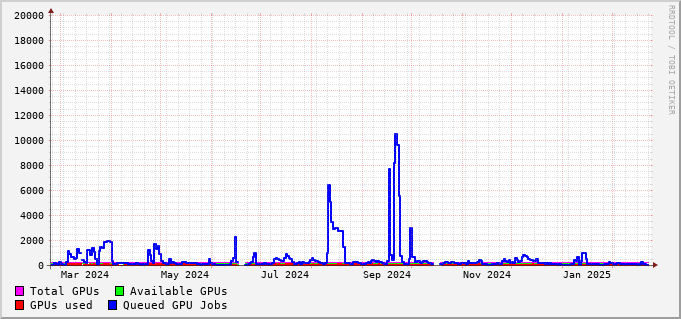 20000
18000
16000
14000
12000
10000
8000
6000
4000
2000
0
Mar 2024 May 2024 Jul 2024 Sep 2024 Nov 2024 Jan 2025
Total GPUs Available GPUs
GPUs used Queued GPU Jobs
RRDTOOL / TOBI OETIKER